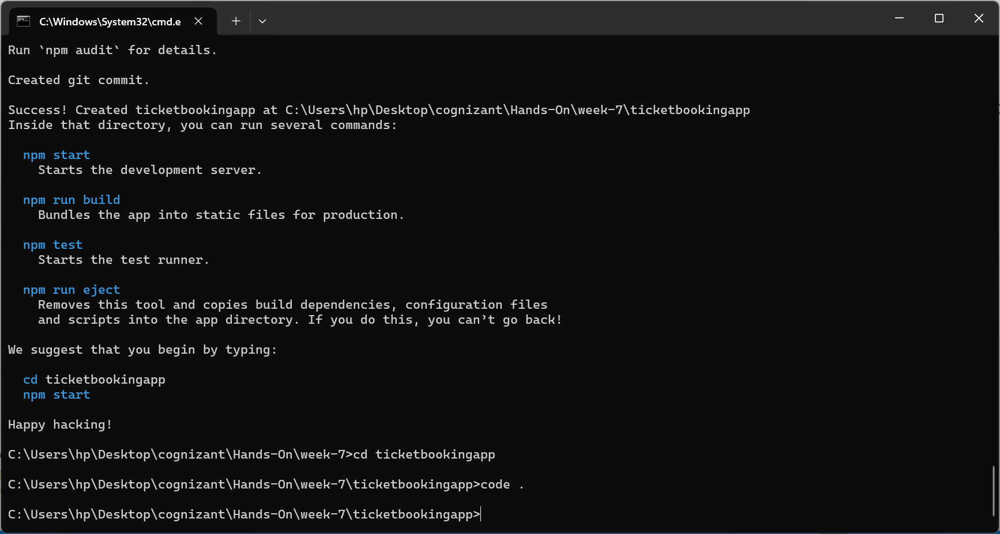 C:\Windows\System32\cmd.e
Run `npm audit` for details.
Created git commit.
Success! Created ticketbookingapp at C:\Users\hp\Desktop\cognizant\Hands-On\week-7\ticketbookingapp
Inside that directory, you can run several commands:
npm start
Starts the development server.
npm run build
Bundles the app into static files for production.
npm test
Starts the test runner.
npm run eject
Removes this tool and copies build dependencies, configuration files
and scripts into the app directory. If you do this, you can’t go back!
We suggest that you begin by typing:
cd ticketbookingapp
npm start
Happy hacking!
C:\Users\hp\Desktop\cognizant\Hands-On\week-7>cd ticketbookingapp
C:\Users\hp\Desktop\cognizant\Hands-On\week-7\ticketbookingapp>code .
C:\Users\hp\Desktop\cognizant\Hands-On\week-7\ticketbookingapp>